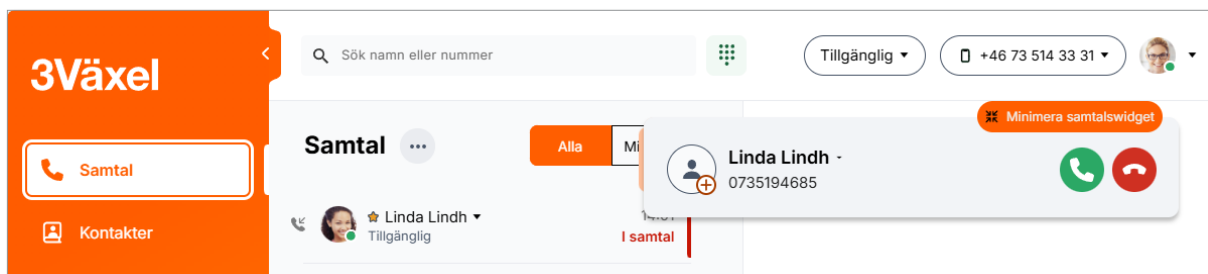 3Växel
Sök namn eller nummer
Tillgänglig
+46 73 514 33 31
Minimera samtalswidget
Samtal
Samtal
Alla
Linda Lindh -
0735194685
Linda Lindh
Tillgänglig
I samtal
Kontakter